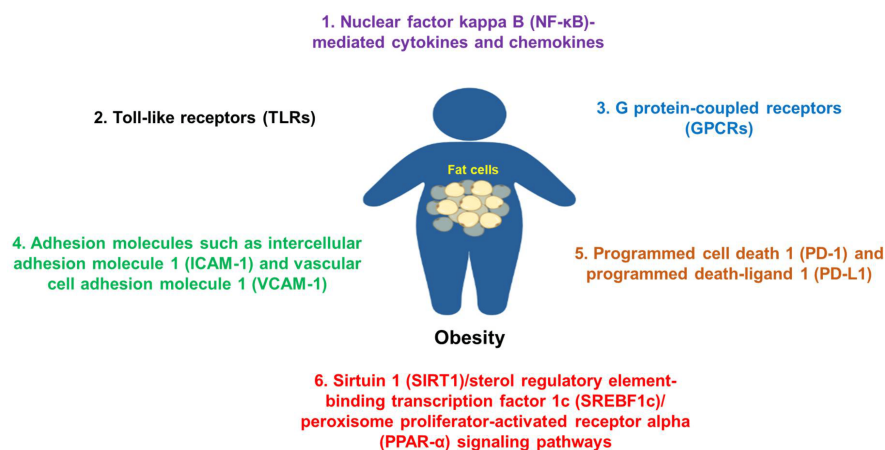 1. Nuclear factor kappa B (NF-κB)-
mediated cytokines and chemokines
2. Toll-like receptors (TLRs)
3. G protein-coupled receptors
(GPCRs)
Fat cells
4. Adhesion molecules such as intercellular
adhesion molecule 1 (ICAM-1) and vascular
cell adhesion molecule 1 (VCAM-1)
5. Programmed cell death 1 (PD-1) and
programmed death-ligand 1 (PD-L1)
Obesity
6. Sirtuin 1 (SIRT1)/sterol regulatory element-
binding transcription factor 1c (SREBF1c)/
peroxisome proliferator-activated receptor alpha
(PPAR-α) signaling pathways